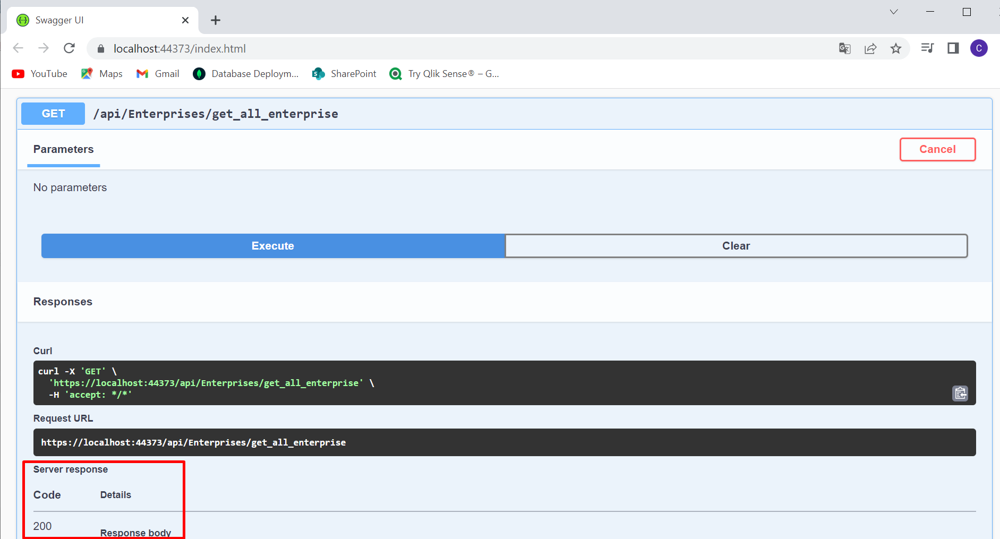 Swagger UI
localhost:44373/index.html
C
YouTube Maps Gmail Database Deploym... SharePoint Try Qlik Sense® – G...
GET /api/Enterprises/get_all_enterprise
Parameters
Cancel
No parameters
Execute
Clear
Responses
Curl
curl -X 'GET' \
'https://localhost:44373/api/Enterprises/get_all_enterprise' \
-H 'accept: */*'
Request URL
https://localhost:44373/api/Enterprises/get_all_enterprise
Server response
Code Details
200
Response body